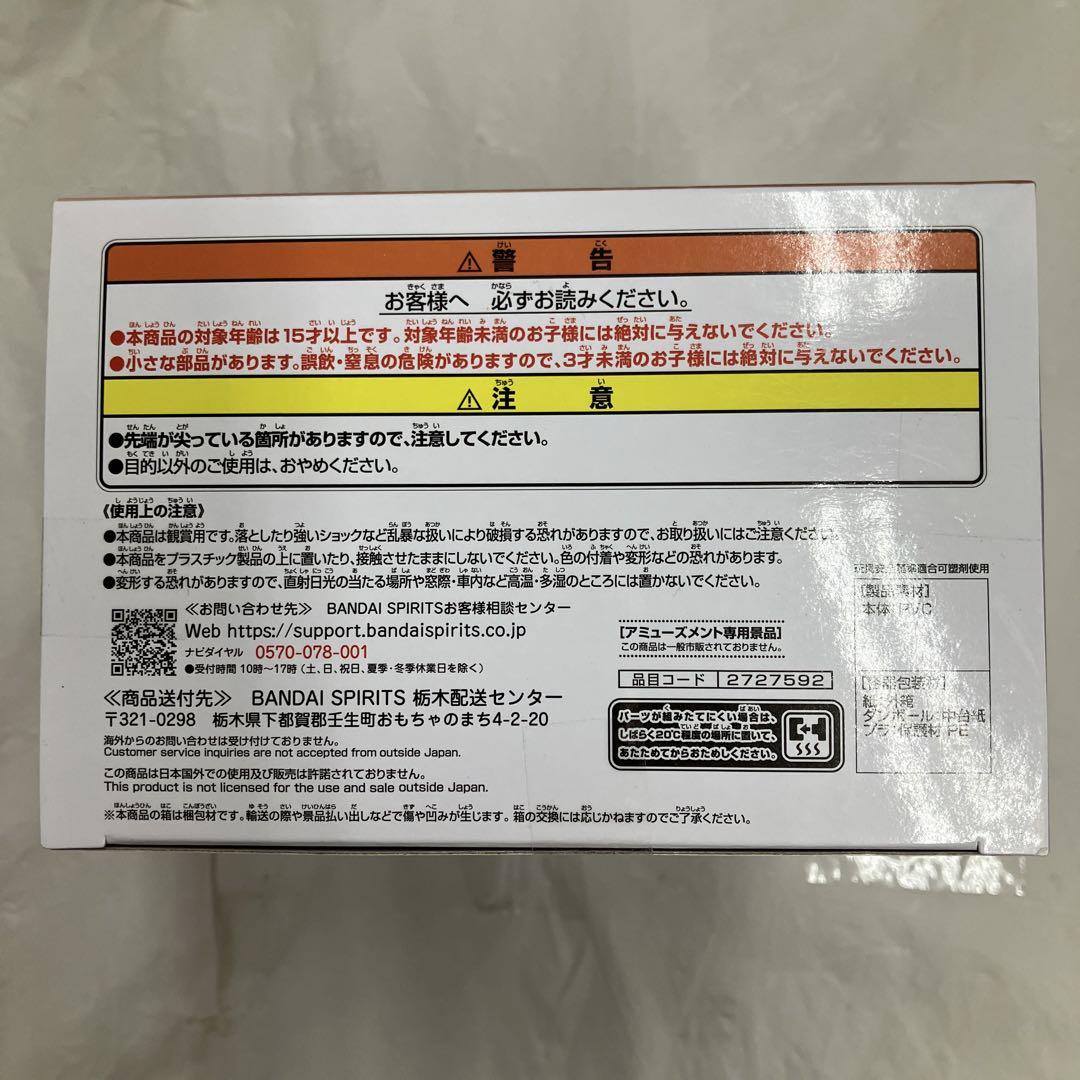 ⚠警 告
お客様へ 必ずお読みください。
●本商品の対象年齢は15才以上です。対象年齢未満のお子様には絶対に与えないでください。
●小さな部品があります。誤飲・窒息の危険がありますので、3才未満のお子様には絶対に与えないでください。
⚠注 意
●先端が尖っている箇所がありますので、注意してください。
●目的以外のご使用は、おやめください。
《使用上の注意》
●本商品は観賞用です。落としたり強いショックなど乱暴な扱いにより破損する恐れがありますので、お取り扱いにはご注意ください。
●本商品をプラスチック製品の上に置いたり、接触させたままにしないでください。色の付着や変形などの恐れがあります。
●変形する恐れがありますので、直射日光の当たる場所や窓際・車内など高温・多湿のところには置かないでください。
≪お問い合わせ先≫ BANDAI SPIRITSお客様相談センター
Web https://support.bandaispirits.co.jp
ナビダイヤル 0570-078-001
●受付時間 10時~17時(土、日、祝日、夏季・冬季休業日を除く)
≪商品送付先≫ BANDAI SPIRITS 栃木配送センター
〒321-0298 栃木県下都賀郡壬生町おもちゃのまち4-2-20
海外からのお問い合わせは受け付けておりません。
Customer service inquiries are not accepted from outside Japan.
この商品は日本国外での使用及び販売は許諾されておりません。
This product is not licensed for the use and sale outside Japan.
※本商品の箱は梱包材です。輸送の際や景品払い出しなどで傷や凹みが生じます。箱の交換には応じかねますのでご了承ください。
[アミューズメント専用景品]
この商品は一般市販されておりません。
品目コード 2727592
パーツが組みたてにくい場合は、
しばらく20℃程度の場所に置いて、
あたためてからおためしください。
適合可塑剤使用
[製品素材]
本体 PVC
[容器包装材]
紙 外箱
ダンボール 中台紙
プラ 保護材 PE